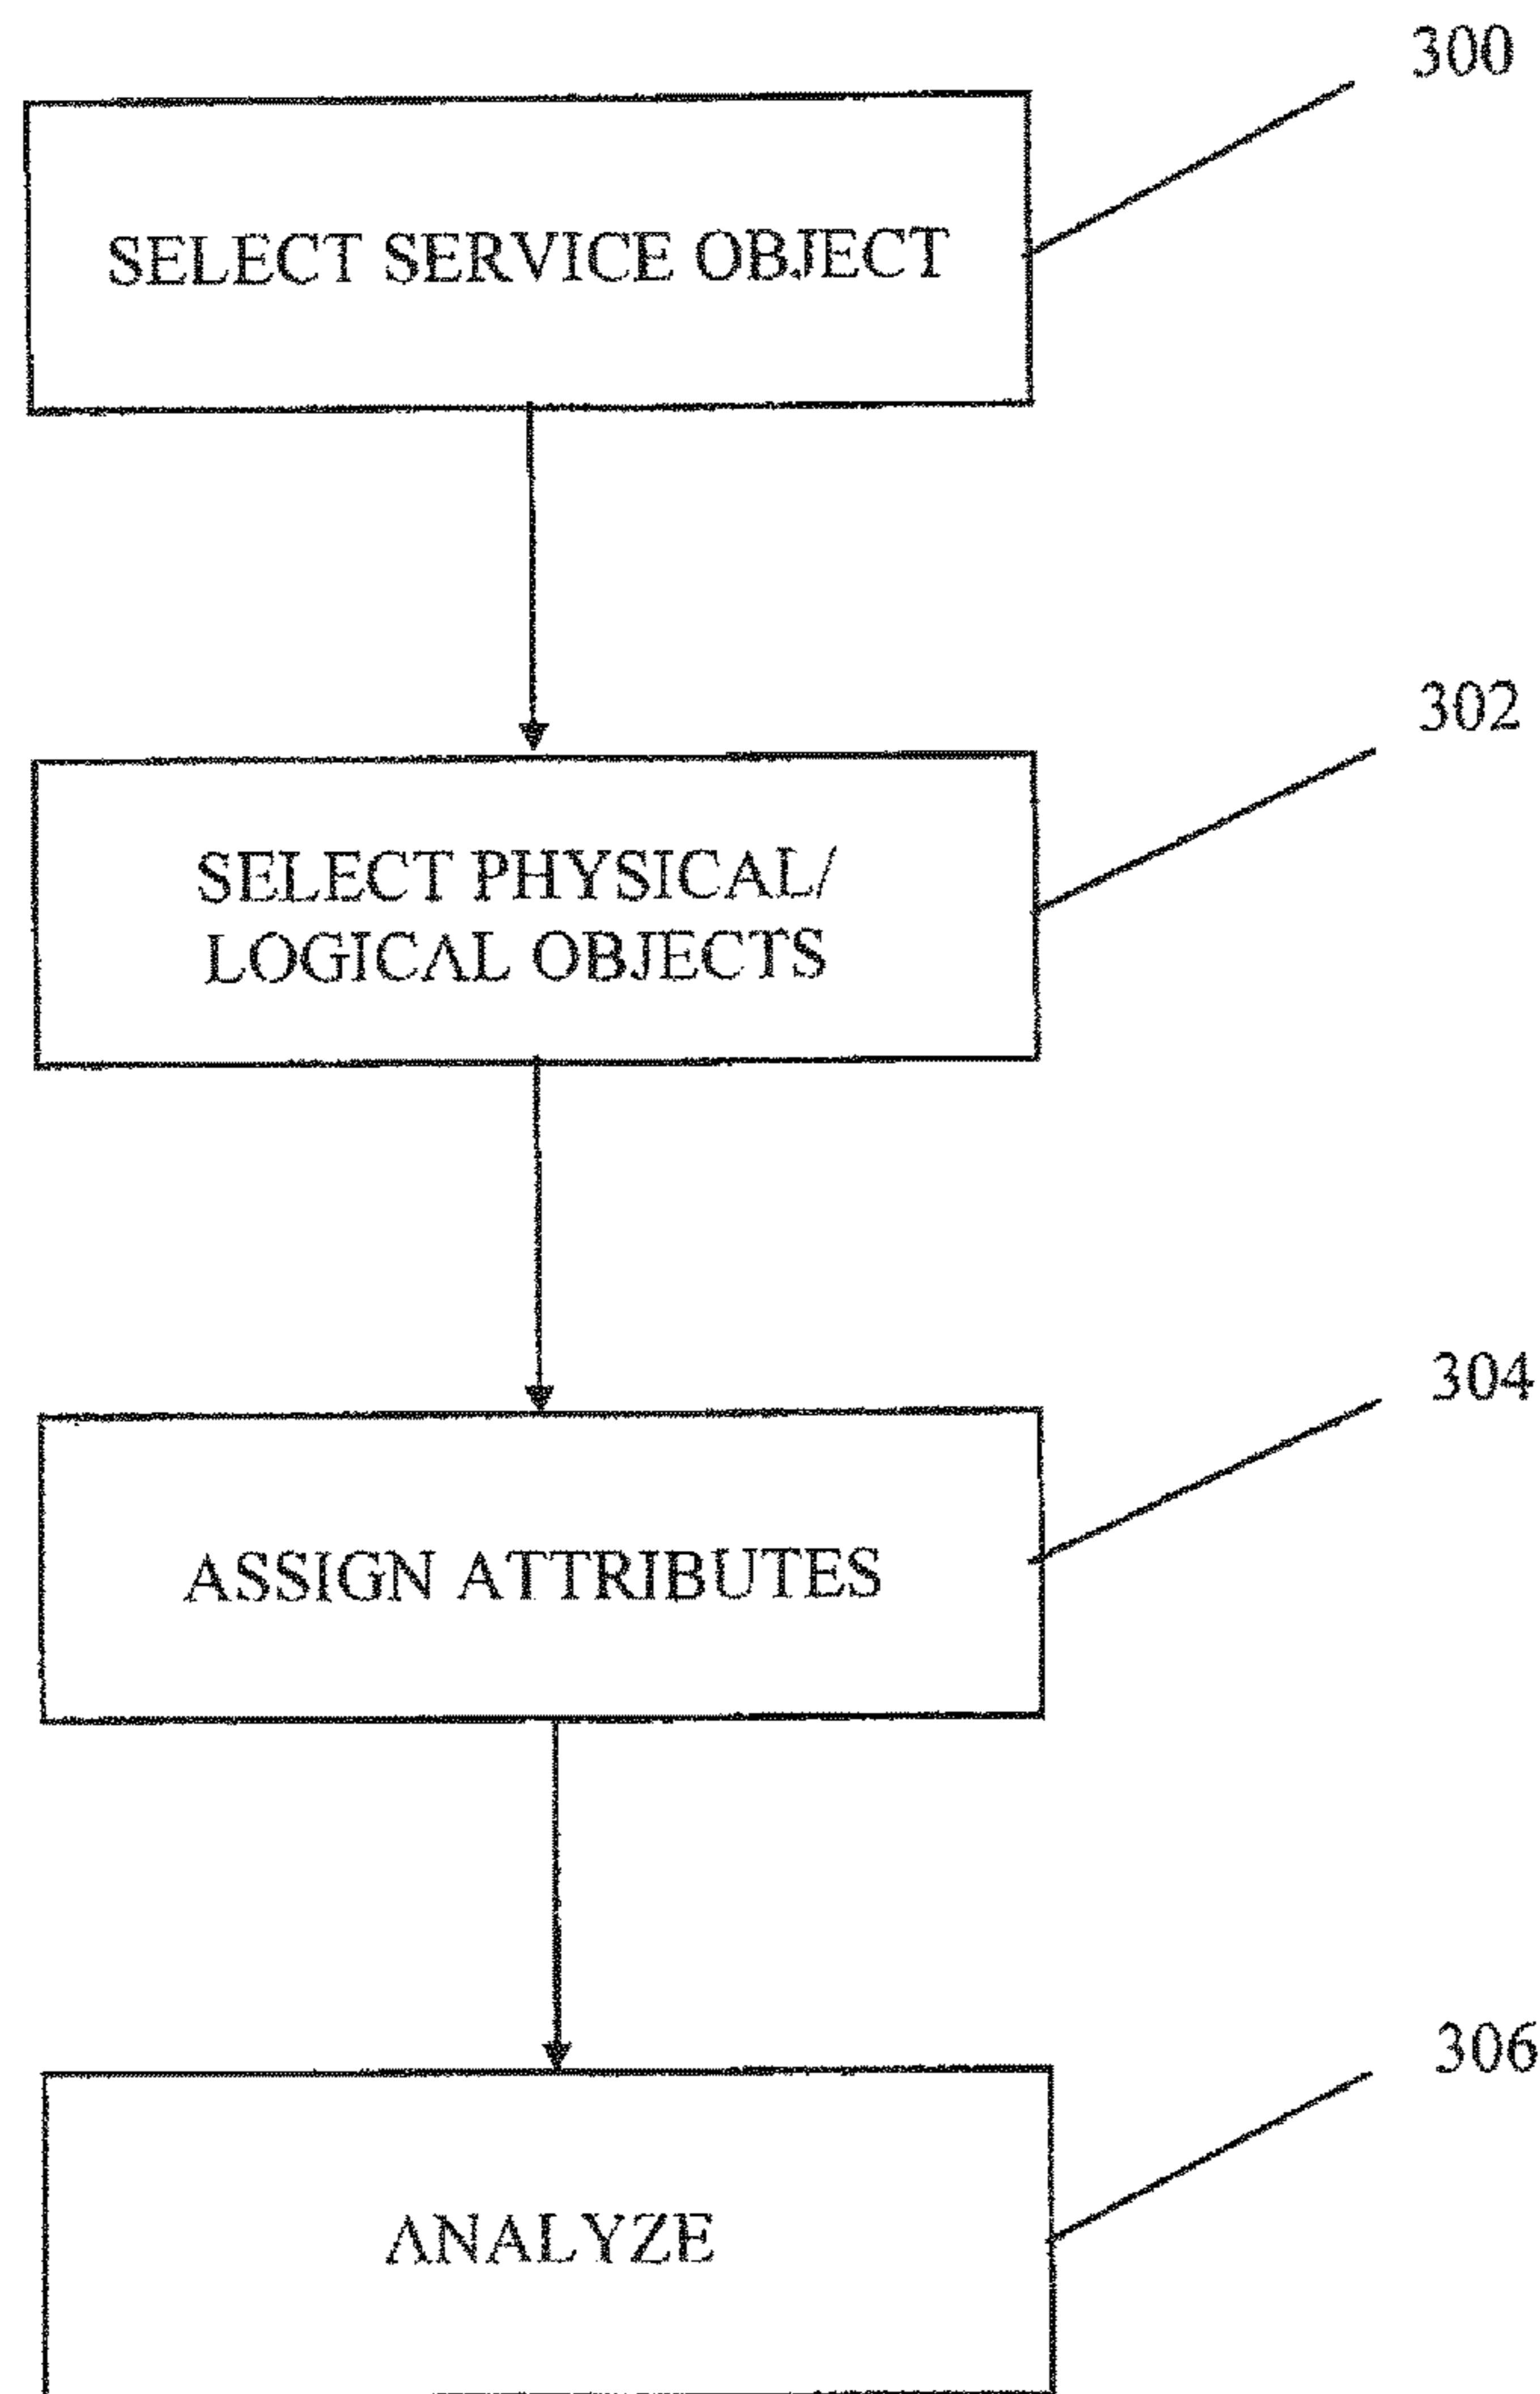 300
SELECT SERVICE OBJECT
302
SELECT PHYSICAL/
LOGICAL OBJECTS
304
ASSIGN ATTRIBUTES
306
ANALYZE